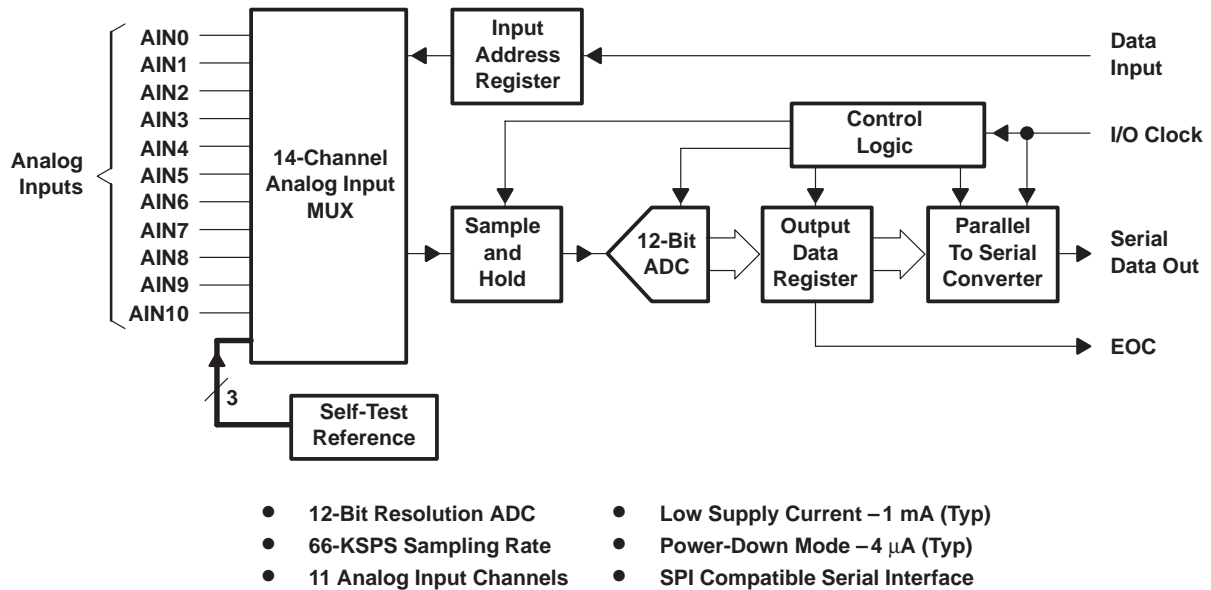 AIN0
AIN1
AIN2
AIN3
AIN4
AIN5
AIN6
AIN7
AIN8
AIN9
AIN10
Analog
Inputs
14-Channel
Analog Input
MUX
3
Self-Test
Reference
Input
Address
Register
Data
Input
Control
Logic
I/O Clock
Sample
and
Hold
12-Bit
ADC
Output
Data
Register
Parallel
To Serial
Converter
Serial
Data Out
EOC
● 12-Bit Resolution ADC
● 66-KSPS Sampling Rate
● 11 Analog Input Channels
● Low Supply Current – 1 mA (Typ)
● Power-Down Mode – 4 μA (Typ)
● SPI Compatible Serial Interface